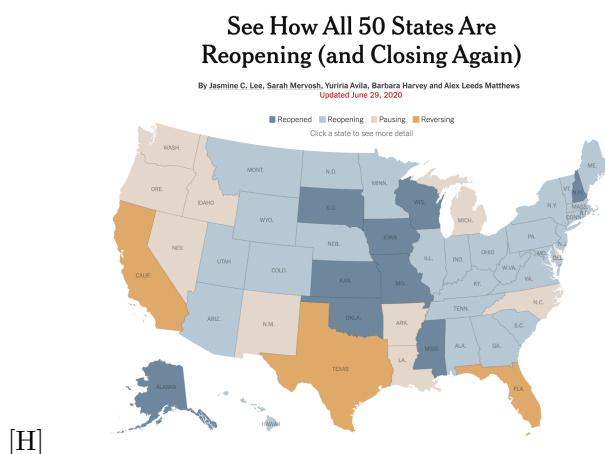 See How All 50 States Are
Reopening (and Closing Again)
By Jasmine C. Lee, Sarah Mervosh, Yuriria Avila, Barbara Harvey and Alex Leeds Matthews
Updated June 29, 2020
Reopened Reopening Pausing Reversing
Click a state to see more detail
WASH.
ME.
MONT.
N.D.
MINN.
VT.
N.H.
ORE.
IDAHO
S.D.
WIS.
MICH.
N.Y.
MASS.
CONN.
R.I.
WYO.
IOWA
PA.
N.J.
NEV.
NEB.
ILL.
IND.
OHIO
MD.
DEL.
UTAH
COLO.
W.VA.
VA.
CALIF.
KAN.
MO.
KY.
N.C.
TENN.
ARIZ.
N.M.
OKLA.
ARK.
S.C.
MISS.
ALA.
GA.
LA.
TEXAS
ALASKA
FLA.
HAWAII
[H]